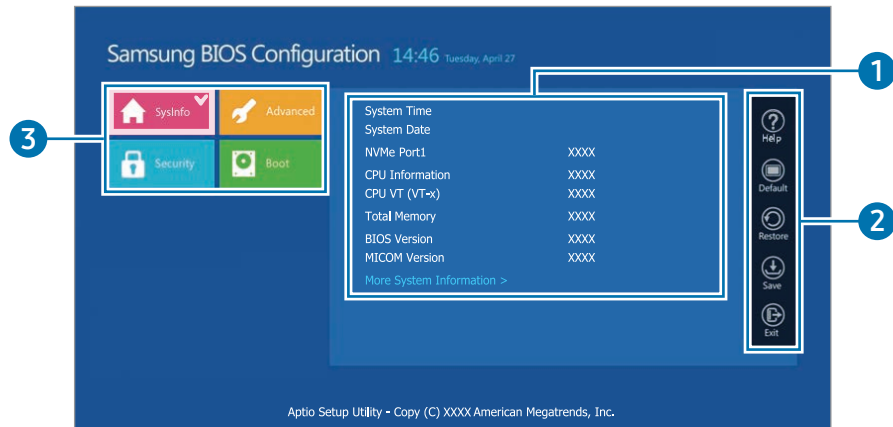 Samsung BIOS Configuration 14:46 Tuesday, April 27
1
SysInfo
Advanced
Security
Boot
3
System Time
System Date
NVMe Port1 XXXX
CPU Information XXXX
CPU VT (VT-x) XXXX
Total Memory XXXX
BIOS Version XXXX
MICOM Version XXXX
More System Information >
Help
Default
Restore
Save
Exit
2
Aptio Setup Utility - Copy (C) XXXX American Megatrends, Inc.